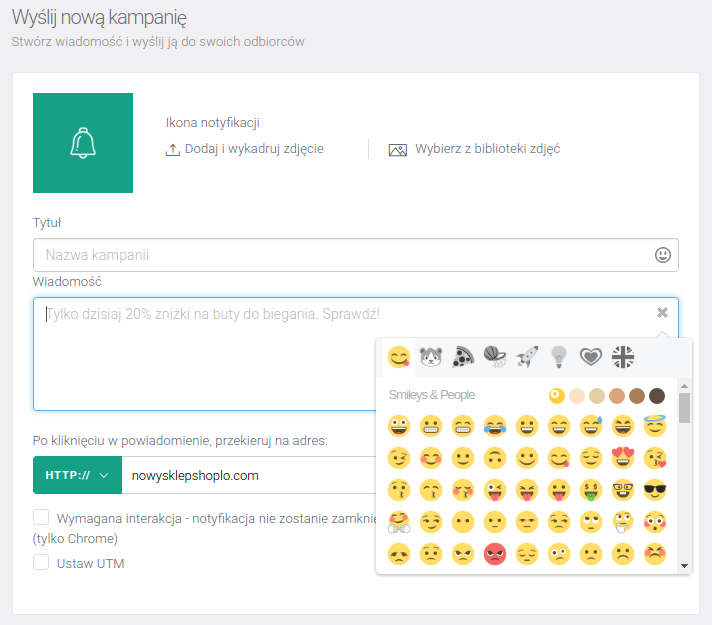 Wyślij nową kampanię
Stwórz wiadomość i wyślij ją do swoich odbiorców
Ikona notyfikacji
Dodaj i wykadruj zdjęcie
Wybierz z biblioteki zdjęć
Tytuł
Nazwa kampanii
Wiadomość
Tylko dzisiaj 20% zniżki na buty do biegania. Sprawdź!
Smileys & People
Po kliknięciu w powiadomienie, przekieruj na adres:
HTTP:// nowysklepshoplo.com
Wymagana interakcja - notyfikacja nie zostanie
(tylko Chrome)
Ustaw UTM